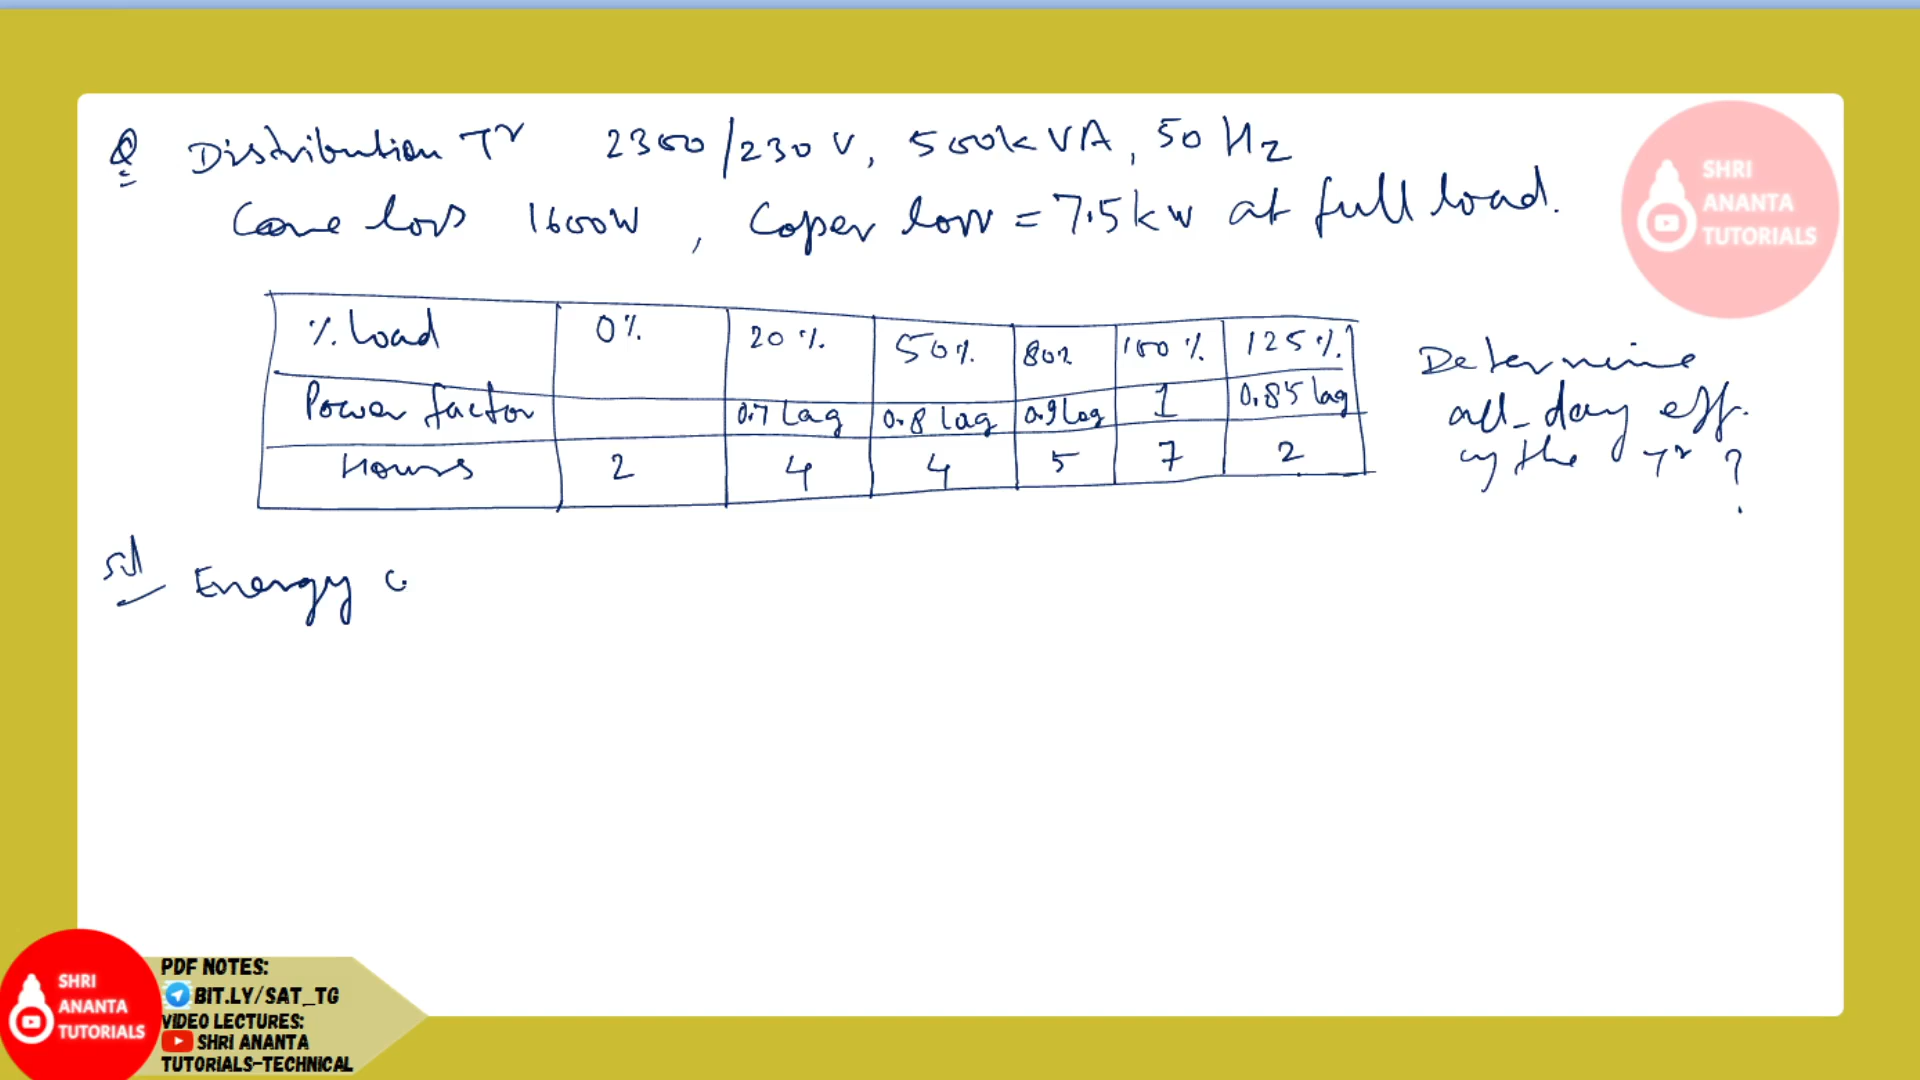 Q Distribution Tr 2300/230 V, 500kVA, 50 Hz
Core loss 1600W, Coper loss = 7.5kW at full load.
SHRI
ANANTA
TUTORIALS
% Load 0% 20% 50% 80% 100% 125%
Power factor 0.7 Lag 0.8 Lag 0.9 Lag 1 0.85 lag
Hours 2 4 4 5 7 2
Determine
all-day eff.
of the Tr ?
Sol
Energy c
SHRI
ANANTA
TUTORIALS
PDF NOTES:
BIT.LY/SAT_TG
VIDEO LECTURES:
SHRI ANANTA
TUTORIALS-TECHNICAL